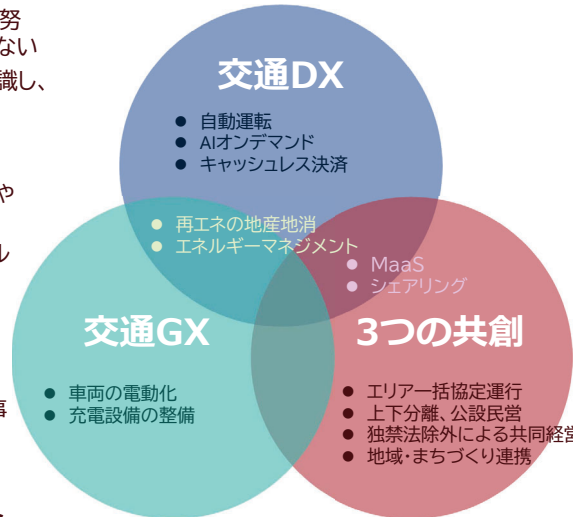 努
ない
識し、
や
ル
事
交通DX
● 自動運転
● AIオンデマンド
● キャッシュレス決済
● 再エネの地産地消
● エネルギーマネジメント
● MaaS
● シェアリング
交通GX
● 車両の電動化
● 充電設備の整備
3つの共創
● エリア一括協定運行
● 上下分離、公設民営
● 独禁法除外による共同経営
● 地域・まちづくり連携